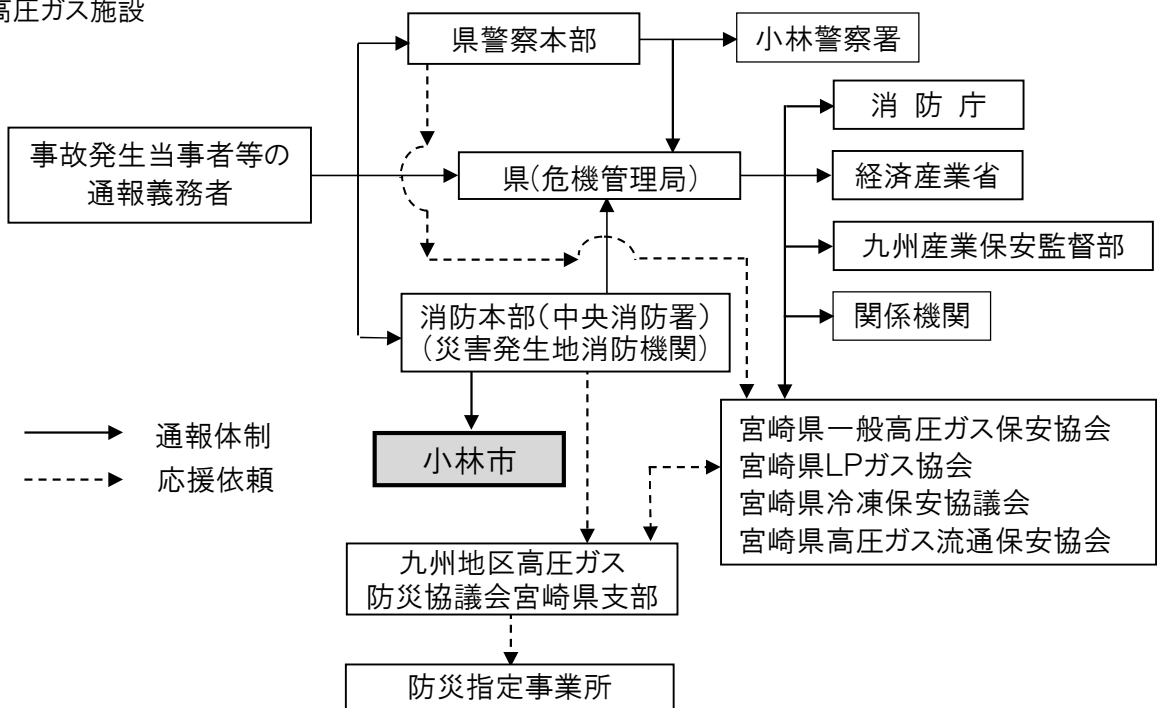 高圧ガス施設
県警察本部
小林警察署
消 防 庁
事故発生当事者等の
通報義務者
県（危機管理局）
経済産業省
九州産業保安監督部
消防本部（中央消防署）
（災害発生地消防機関）
関係機関
通報体制
応援依頼
小林市
宮崎県一般高圧ガス保安協会
宮崎県LPガス協会
宮崎県冷凍保安協議会
宮崎県高圧ガス流通保安協会
九州地区高圧ガス
防災協議会宮崎県支部
防災指定事業所